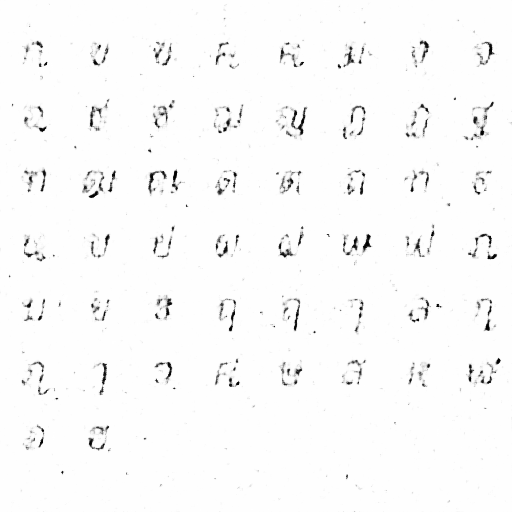 ก ข ฃ ค ฅ ฆ ง จ
ฉ ช ซ ฌ ญ ฎ ฏ ฐ
ฑ ฒ ณ ด ต ถ ท ธ
น บ ป ผ ฝ พ ฟ ภ
ม ย ร ฤ ฤ ๅ ล ฦ
ฦ ๅ ว ศ ษ ส ห ฬ
อ ฮ